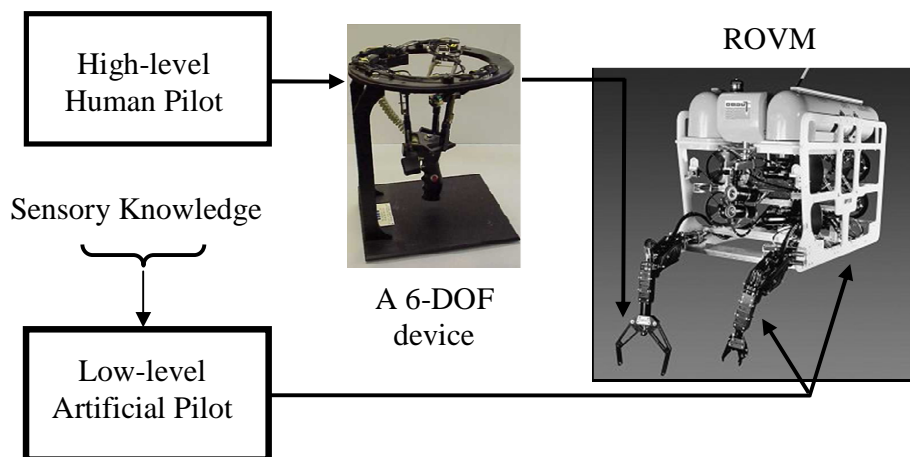 High-level
Human Pilot
ROVM
Sensory Knowledge
A 6-DOF
device
Low-level
Artificial Pilot